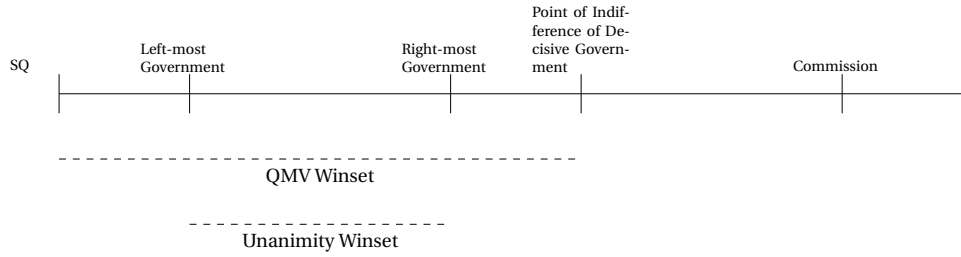 SQ
Left-most
Government
Right-most
Government
Point of Indif-
ference of De-
cisive Govern-
ment
Commission
QMV Winset
Unanimity Winset